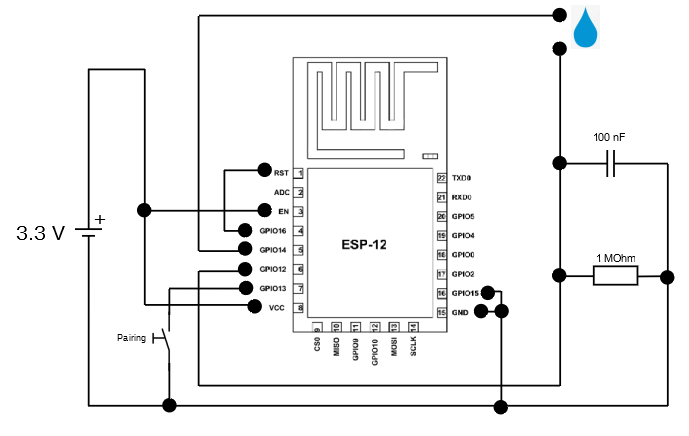 100 nF
RST 1
22 TXD0
ADC 2
21 RXD0
EN 3
20 GPIO5
+
3.3 V
GPIO16 4
ESP-12
19 GPIO4
GPIO14 5
18 GPIO0
1 MOhm
GPIO12 6
17 GPIO2
GPIO13 7
16 GPIO15
VCC 8
15 GND
Pairing
9 10 11 12 13 14
CS0 MISO GPIO9 GPIO10 MOSI SCLK